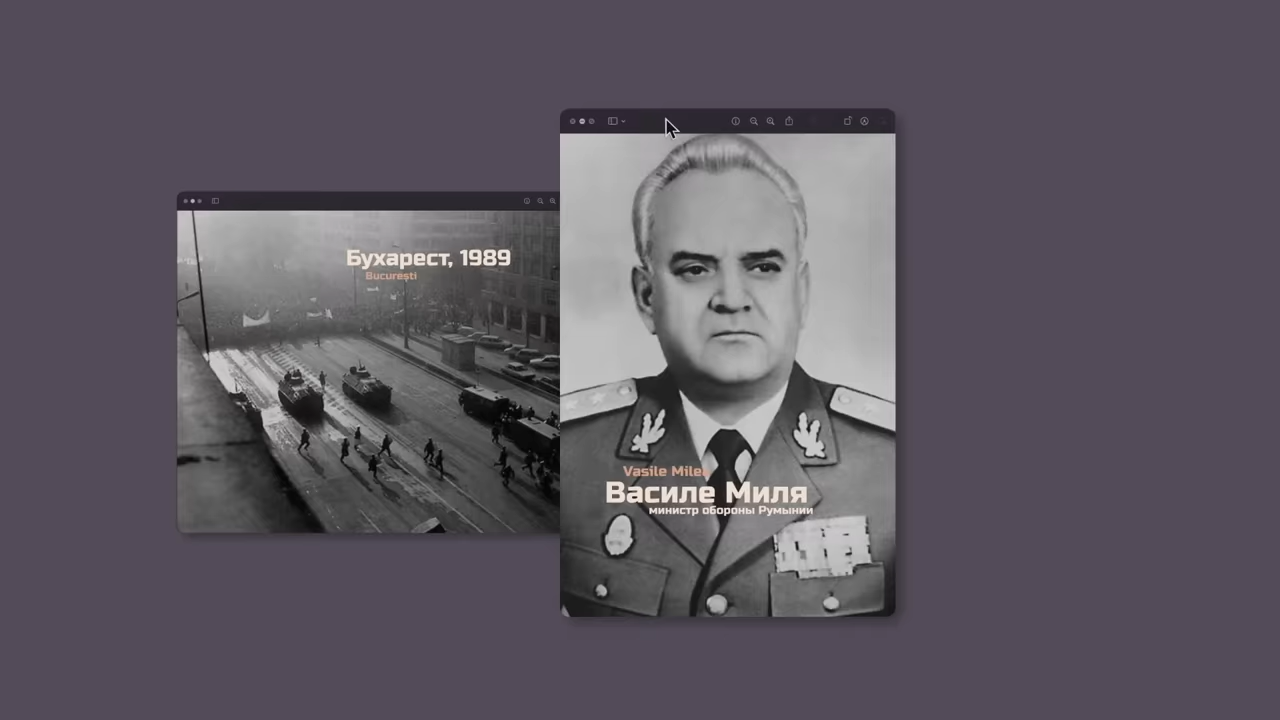 Бухарест, 1989
București
Vasile Milea
Василе Миля
министр обороны Румынии